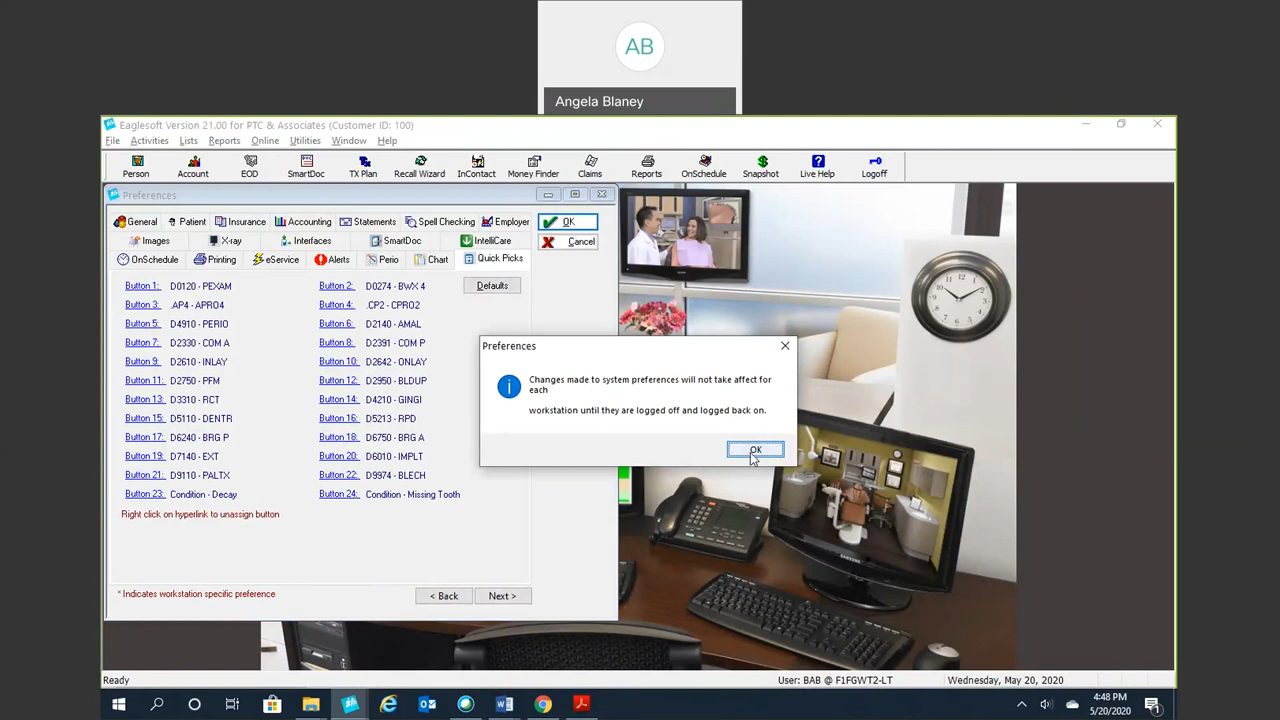 AB
Angela Blaney
Eaglesoft Version 21.00 for PTC & Associates (Customer ID: 100)
File Activities Lists Reports Online Utilities Window Help
Person Account EOD SmartDoc TX Plan Recall Wizard InContact Money Finder Claims Reports OnSchedule Snapshot Live Help Logoff
Preferences
General Patient Insurance Accounting Statements Spell Checking Employer OK
Images X-ray Interfaces SmartDoc IntelliCare Cancel
OnSchedule Printing eService Alerts Perio Chart Quick Picks
Button 1: D0120 - PEXAM Button 2: D0274 - BWX 4 Defaults
Button 3: .AP4 - APRO4 Button 4: .CP2 - CPRO2
Button 5: D4910 - PERIO Button 6: D2140 - AMAL
Button 7: D2330 - COM A Button 8: D2391 - COM P
Button 9: D2610 - INLAY Button 10: D2642 - ONLAY
Button 11: D2750 - PFM Button 12: D2950 - BLDUP
Button 13: D3310 - RCT Button 14: D4210 - GINGI
Button 15: D5110 - DENTR Button 16: D5213 - RPD
Button 17: D6240 - BRG P Button 18: D6750 - BRG A
Button 19: D7140 - EXT Button 20: D6010 - IMPLT
Button 21: D9110 - PALTX Button 22: D9974 - BLECH
Button 23: Condition - Decay Button 24: Condition - Missing Tooth
Right click on hyperlink to unassign button
* Indicates workstation specific preference
< Back Next >
Preferences
Changes made to system preferences will not take affect for
each
workstation until they are logged off and logged back on.
OK
SAMSUNG
Ready User: BAB @ F1FGWT2-LT Wednesday, May 20, 2020
4:48 PM
5/20/2020
1